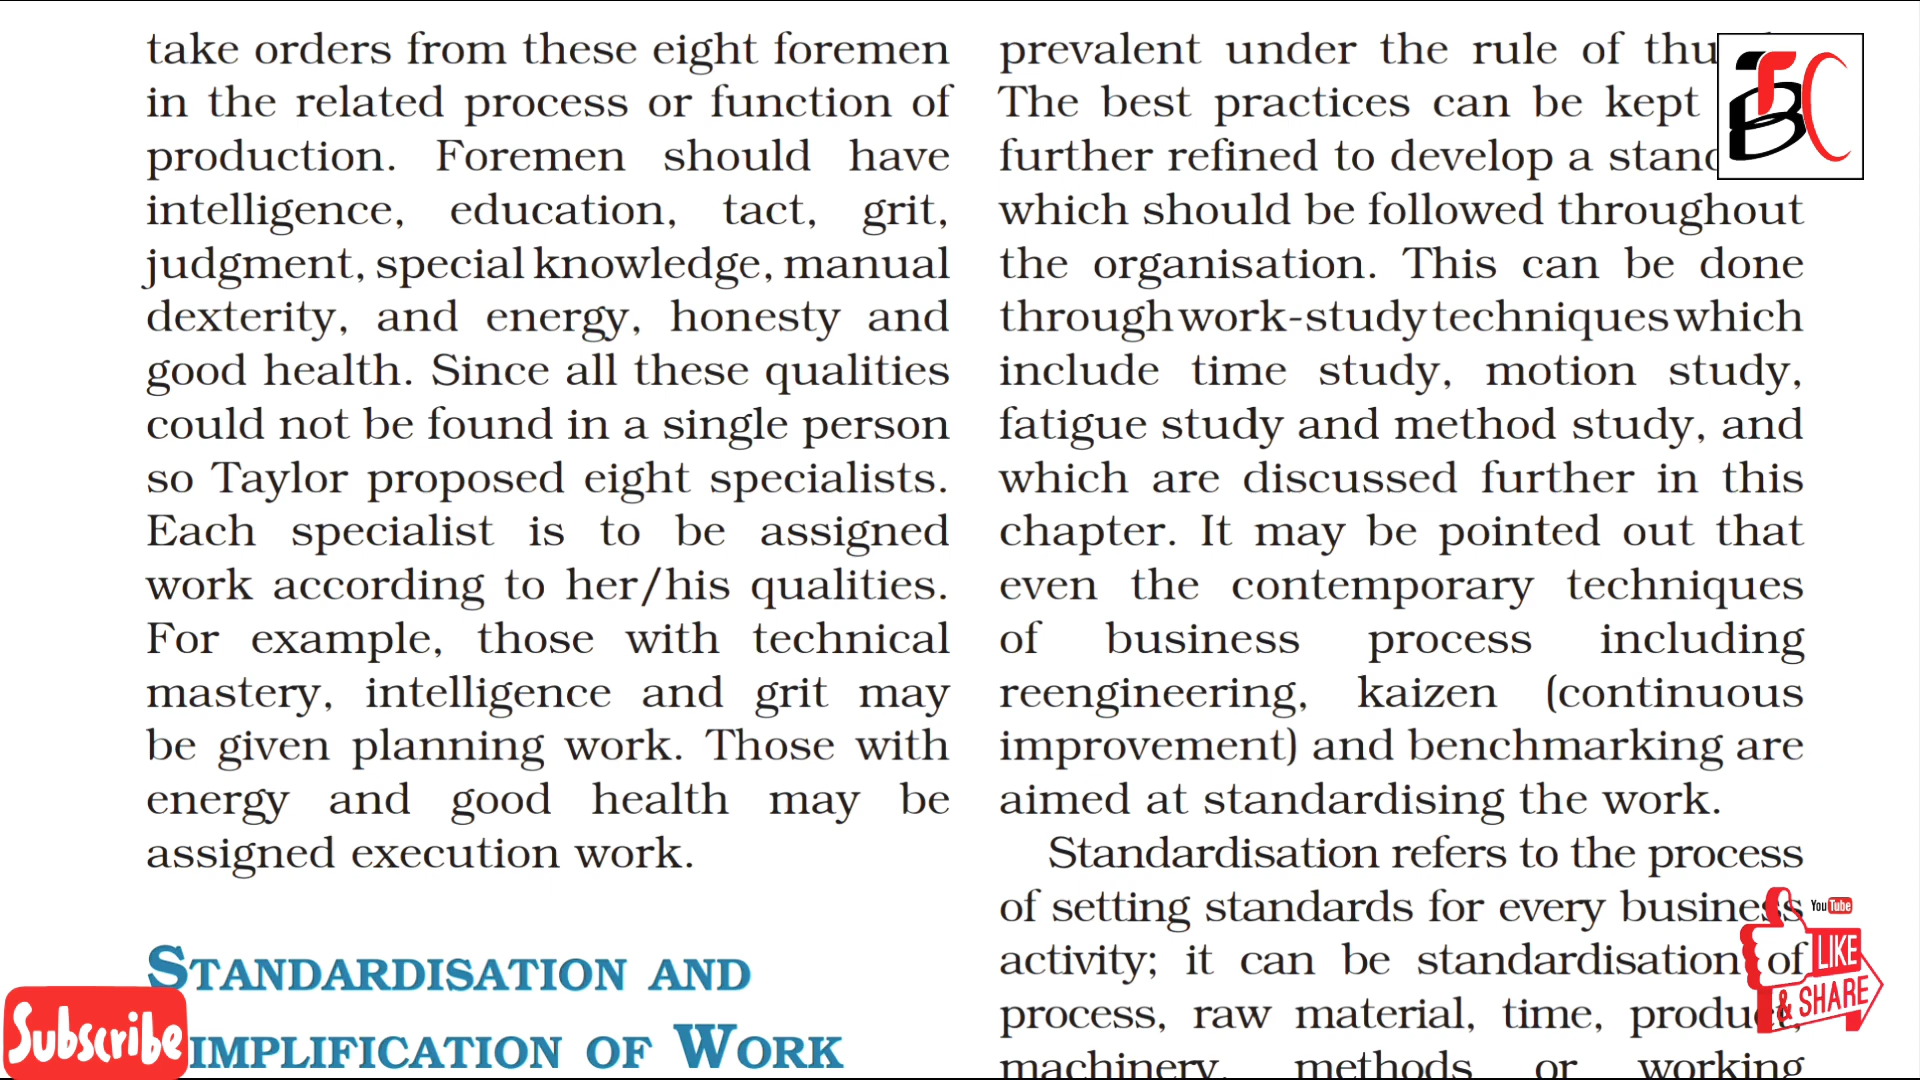 take orders from these eight foremen
in the related process or function of
production. Foremen should have
intelligence, education, tact, grit,
judgment, special knowledge, manual
dexterity, and energy, honesty and
good health. Since all these qualities
could not be found in a single person
so Taylor proposed eight specialists.
Each specialist is to be assigned
work according to her/his qualities.
For example, those with technical
mastery, intelligence and grit may
be given planning work. Those with
energy and good health may be
assigned execution work.
STANDARDISATION AND
IMPLIFICATION OF WORK
prevalent under the rule of
The best practices can be kept
further refined to develop a
which should be followed throughout
the organisation. This can be done
through work-study techniques which
include time study, motion study,
fatigue study and method study, and
which are discussed further in this
chapter. It may be pointed out that
even the contemporary techniques
of business process including
reengineering, kaizen (continuous
improvement) and benchmarking are
aimed at standardising the work.
Standardisation refers to the process
of setting standards for every business
activity; it can be standardisation of
process, raw material, time, product,
machinery, methods or working
TBC
Subscribe
You Tube
LIKE
& SHARE